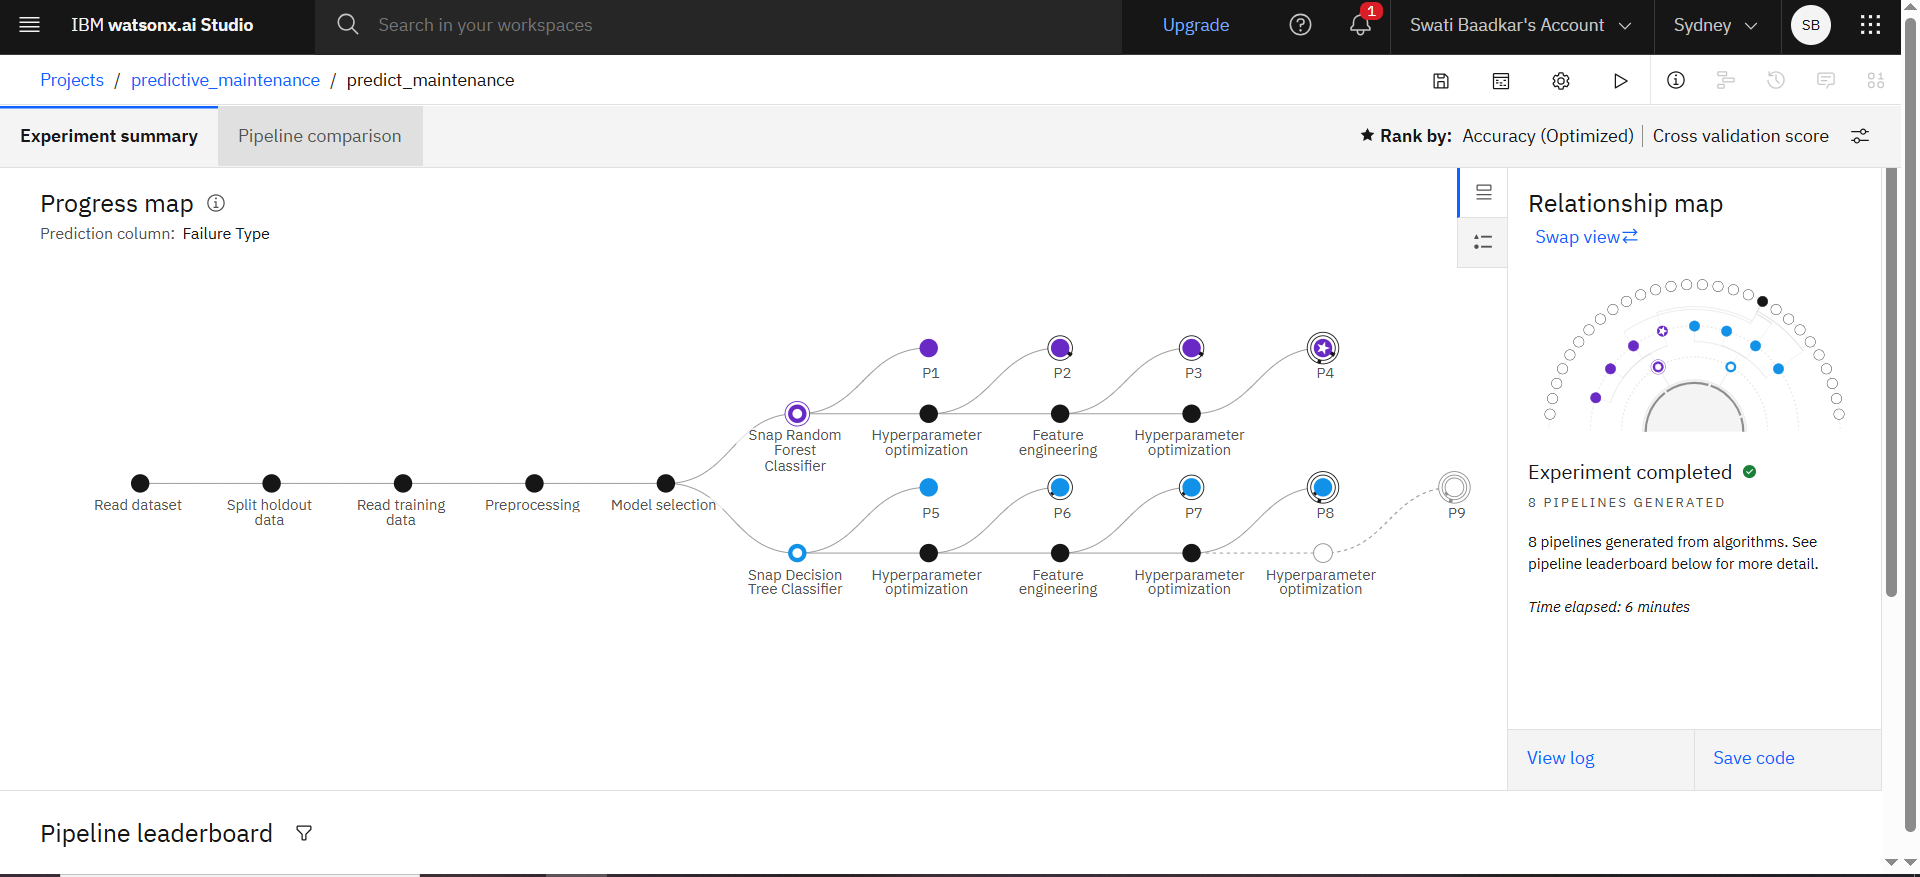 IBM watsonx.ai Studio
Search in your workspaces
Upgrade
1
Swati Baadkar's Account
Sydney
SB
Projects / predictive_maintenance / predict_maintenance
Experiment summary
Pipeline comparison
Rank by: Accuracy (Optimized) | Cross validation score
Progress map
Prediction column: Failure Type
P1
P2
P3
P4
Snap Random
Forest
Classifier
Hyperparameter
optimization
Feature
engineering
Hyperparameter
optimization
Read dataset
Split holdout
data
Read training
data
Preprocessing
Model selection
P5
P6
P7
P8
P9
Snap Decision
Tree Classifier
Hyperparameter
optimization
Feature
engineering
Hyperparameter
optimization
Hyperparameter
optimization
Relationship map
Swap view
Experiment completed
8 PIPELINES GENERATED
8 pipelines generated from algorithms. See
pipeline leaderboard below for more detail.
Time elapsed: 6 minutes
View log
Save code
Pipeline leaderboard